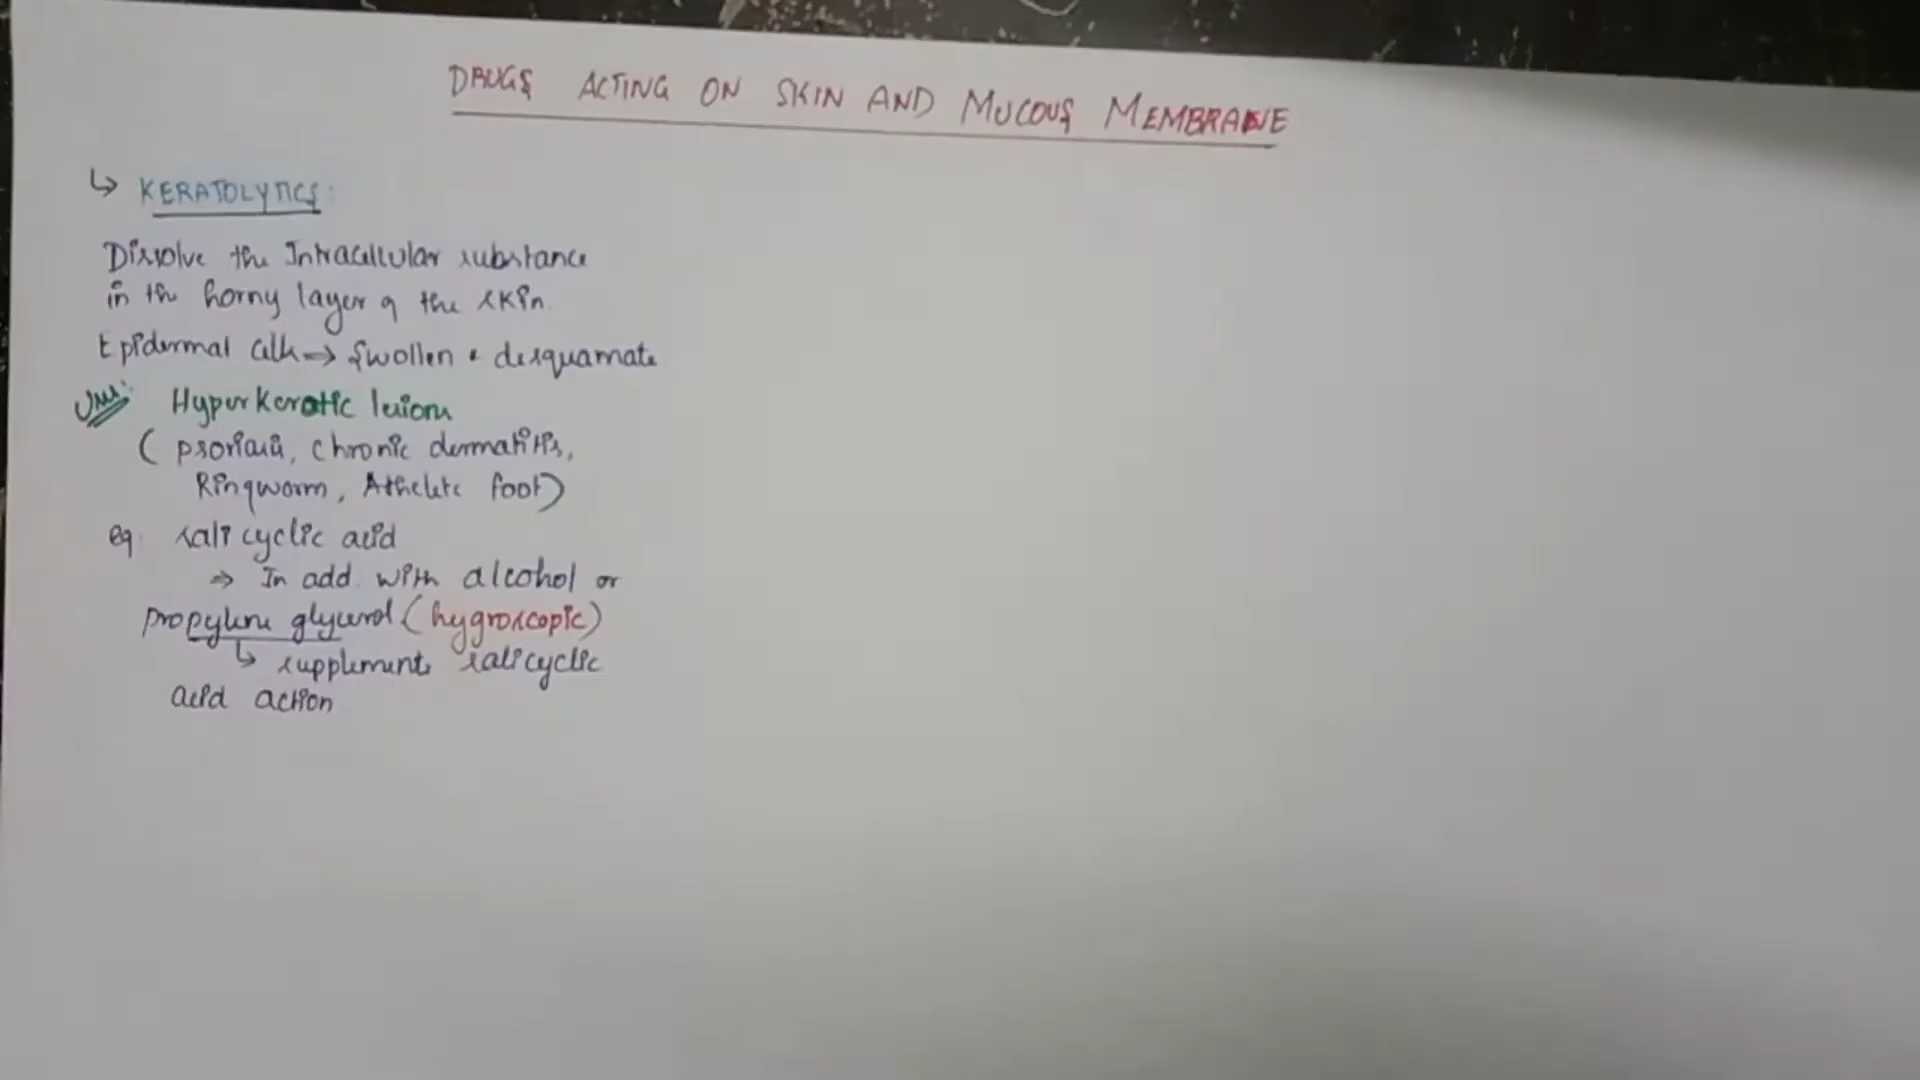 DRUGS ACTING ON SKIN AND MUCOUS MEMBRANE
↳ KERATOLYTICS:
Dissolve the Intracellular substance
in the horny layer of the skin.
Epidermal cells → Swollen & desquamate
Uses: Hyperkeratic lesions
(psoriasis, chronic dermatitis,
Ringworm, Athelete foot)
eg. salicyclic acid
⇒ In add. with alcohol or
propylene glycerol (hygroscopic)
↳ supplements salicyclic
acid action